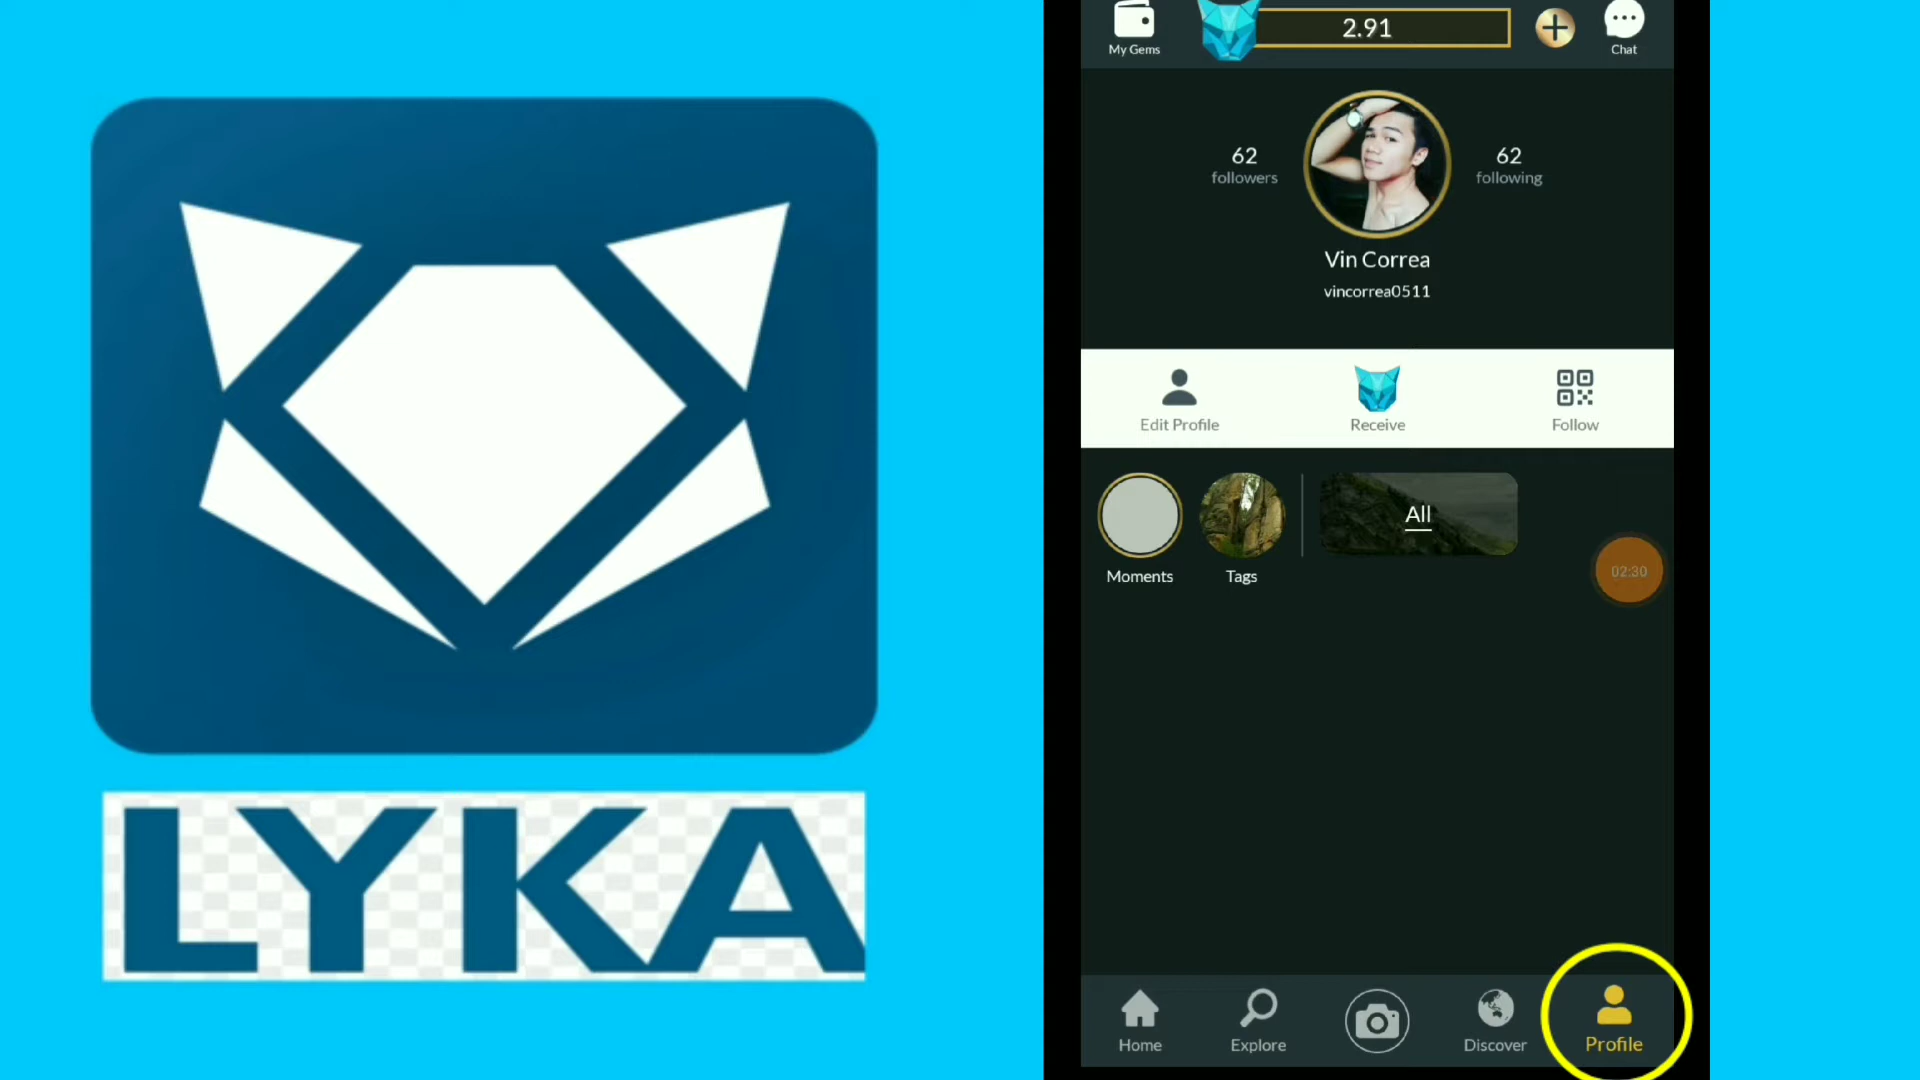 LYKA
My Gems
2.91
Chat
62
followers
62
following
Vin Correa
vincorrea0511
Edit Profile
Receive
Follow
Moments
Tags
All
02:30
Home
Explore
Discover
Profile